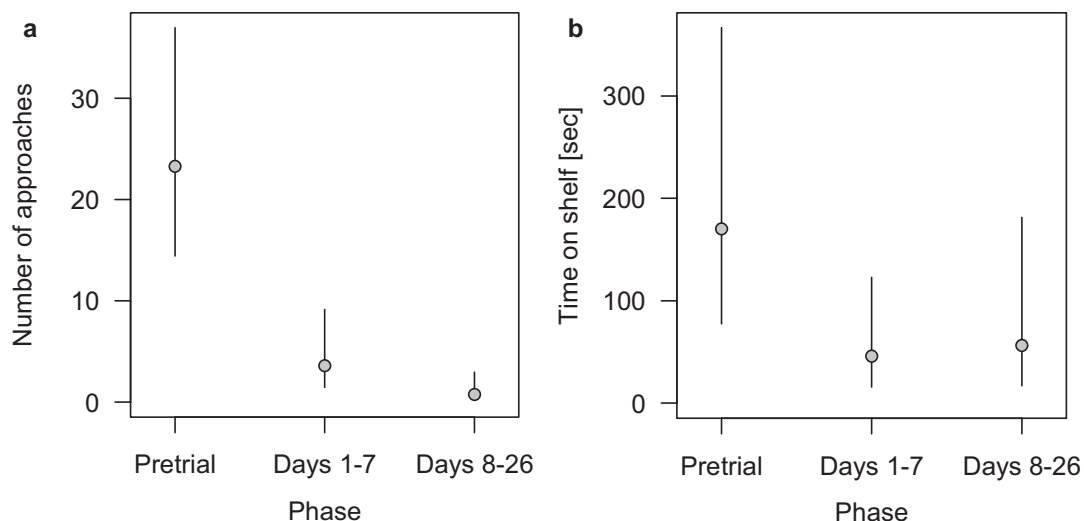 a
Number of approaches
30
20
10
0
Pretrial
Days 1-7
Days 8-26
Phase
b
Time on shelf [sec]
300
200
100
0
Pretrial
Days 1-7
Days 8-26
Phase